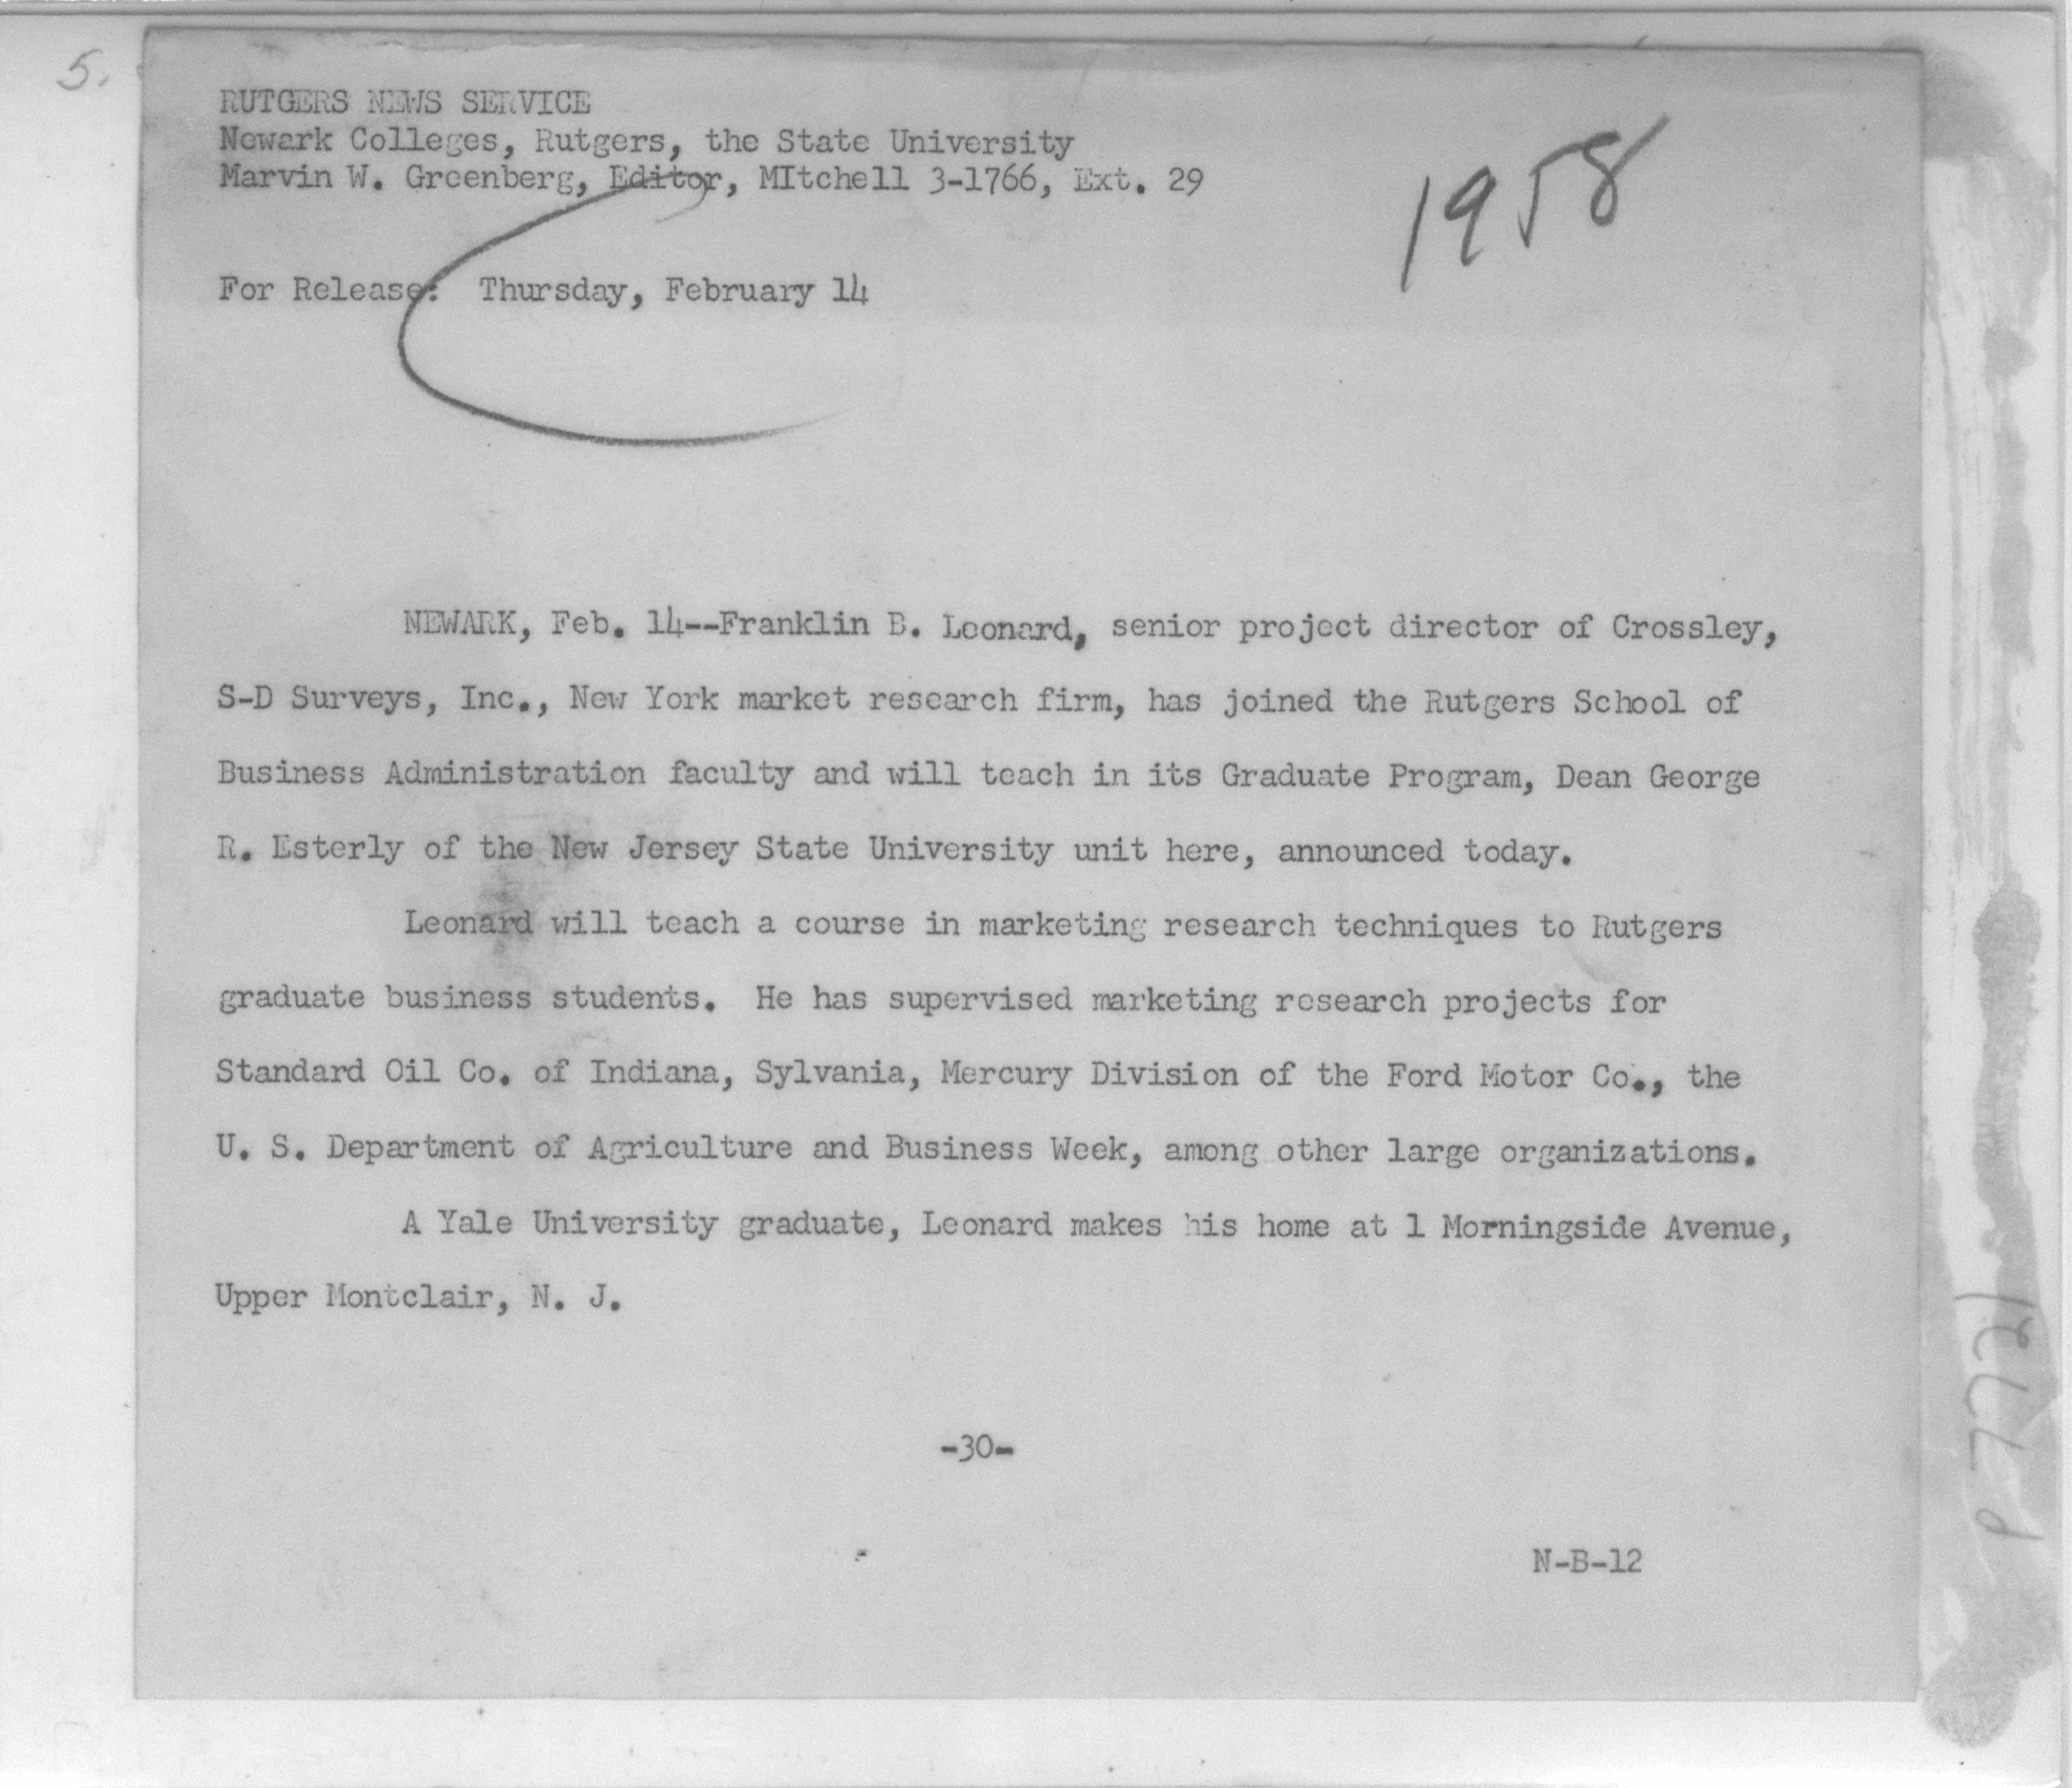 5.
RUTGERS NEWS SERVICE
Newark Colleges, Rutgers, the State University
Marvin W. Greenberg, Editor, MItchell 3-1766, Ext. 29
1958
For Release: Thursday, February 14
NEWARK, Feb. 14--Franklin B. Leonard, senior project director of Crossley,
S-D Surveys, Inc., New York market research firm, has joined the Rutgers School of
Business Administration faculty and will teach in its Graduate Program, Dean George
R. Esterly of the New Jersey State University unit here, announced today.
Leonard will teach a course in marketing research techniques to Rutgers
graduate business students. He has supervised marketing research projects for
Standard Oil Co. of Indiana, Sylvania, Mercury Division of the Ford Motor Co., the
U. S. Department of Agriculture and Business Week, among other large organizations.
A Yale University graduate, Leonard makes his home at 1 Morningside Avenue,
Upper Montclair, N. J.
-30-
N-B-12